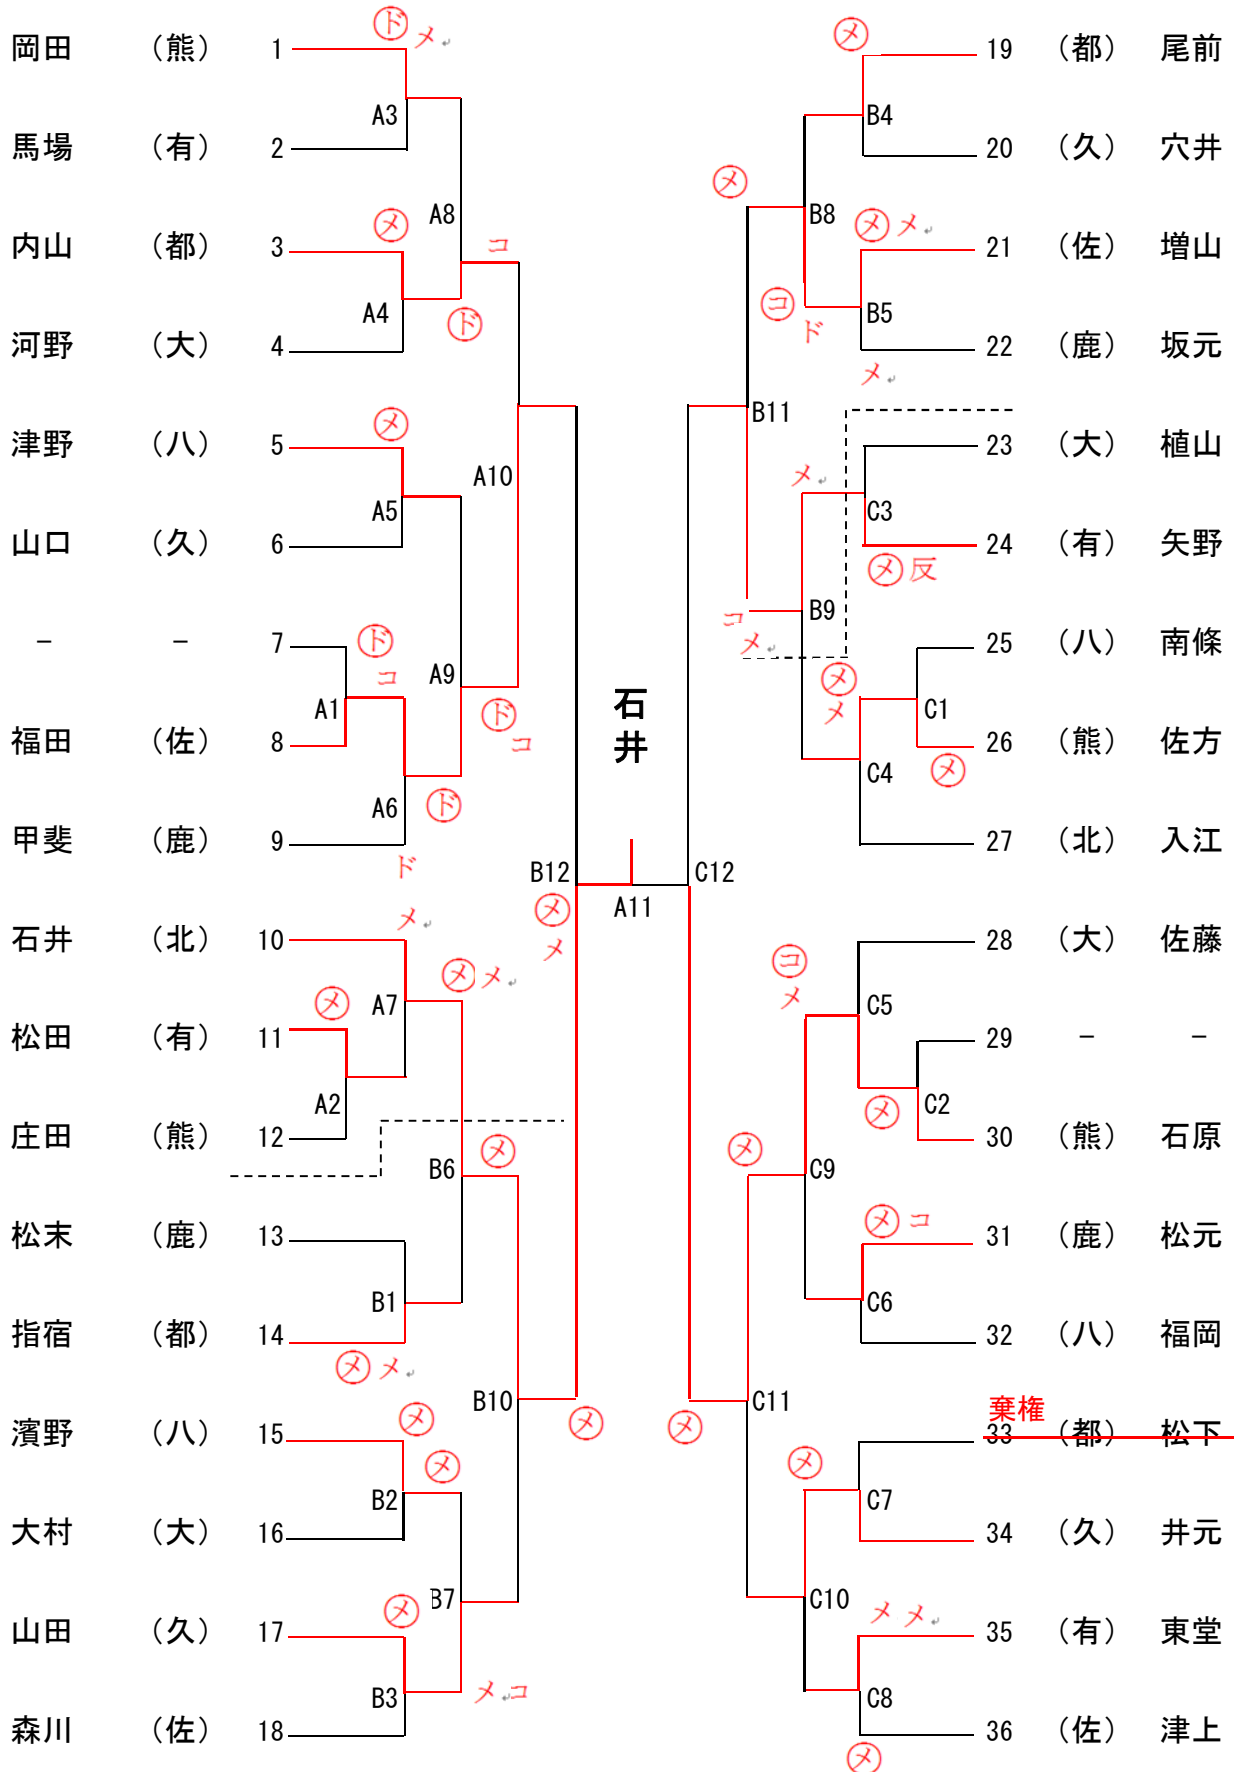 岡田 （熊） 1
㋣゛ メ
A3
馬場 （有） 2
A8
内山 （都） 3
㋱
コ
A4
㋣゛
河野 （大） 4
津野 （八） 5
㋱
A10
A5
山口 （久） 6
－ － 7
㋣゛
コ
A9
A1
㋣゛
コ
福田 （佐） 8
A6
㋣゛
甲斐 （鹿） 9
ド
メ
石井 （北） 10
㋱ メ
A7
㋱
松田 （有） 11
A2
庄田 （熊） 12
㋱
B6
松末 （鹿） 13
B1
指宿 （都） 14
㋱ メ
B10
㋱
濱野 （八） 15
㋱
㋱
B2
大村 （大） 16
B7
山田 （久） 17
㋱
B3
メ コ
森川 （佐） 18
石井
B12
㋱
メ
A11
C12
㋱
19 （都） 尾前
B4
20 （久） 穴井
㋱
B8
㋱ メ
21 （佐） 増山
㋙
ド
B5
22 （鹿） 坂元
メ
B11
23 （大） 植山
メ
C3
24 （有） 矢野
㋱ 反
コ
メ
B9
25 （八） 南條
㋱
メ
C1
26 （熊） 佐方
㋱
C4
27 （北） 入江
28 （大） 佐藤
㋙
メ
C5
29 － －
㋱
C2
30 （熊） 石原
㋱
C9
㋱ コ
31 （鹿） 松元
C6
32 （八） 福岡
㋱
C11
棄権
33 （都） 松下
㋱
C7
34 （久） 井元
C10
メ メ
35 （有） 東堂
C8
36 （佐） 津上
㋱